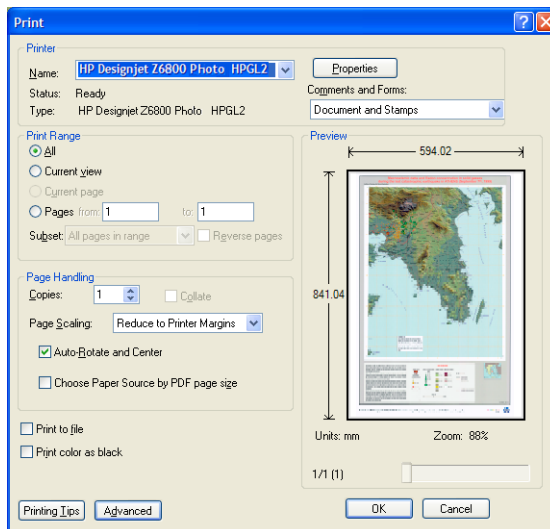 Print
Printer
Name: HP Designjet Z6800 Photo HPGL2
Properties
Status: Ready
Type: HP Designjet Z6800 Photo HPGL2
Comments and Forms:
Document and Stamps
Print Range
All
Current view
Current page
Pages from: 1 to: 1
Subset: All pages in range
Reverse pages
Page Handling
Copies: 1
Collate
Page Scaling: Reduce to Printer Margins
Auto-Rotate and Center
Choose Paper Source by PDF page size
Print to file
Print color as black
Preview
594.02
841.04
Units: mm Zoom: 88%
1/1 (1)
Printing Tips
Advanced
OK
Cancel